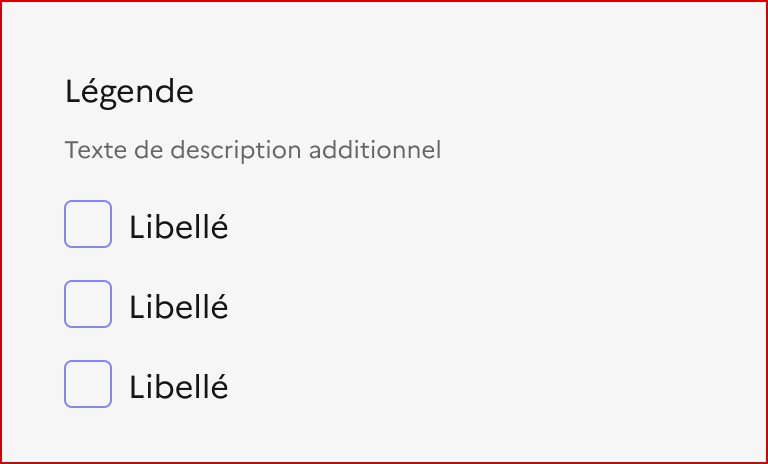 Légende
Texte de description additionnel
Libellé
Libellé
Libellé